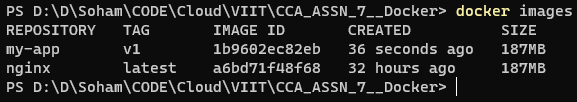 PS D:\D\Soham\CODE\Cloud\VIIT\CCA_ASSN_7__Docker> docker images
REPOSITORY   TAG       IMAGE ID       CREATED          SIZE
my-app       v1        1b9602ec82eb   36 seconds ago   187MB
nginx        latest    a6bd71f48f68   32 hours ago     187MB
PS D:\D\Soham\CODE\Cloud\VIIT\CCA_ASSN_7__Docker>